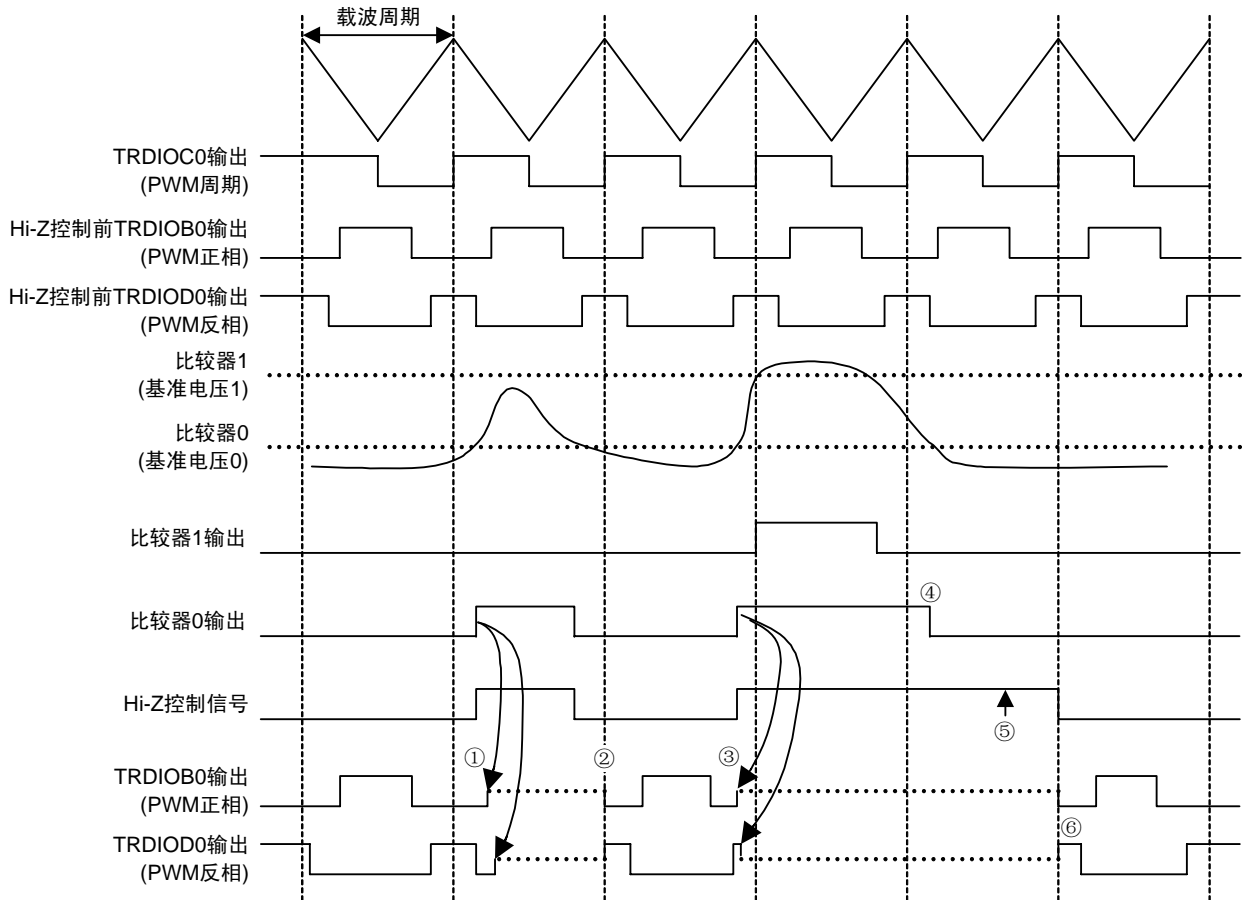 载波周期
TRDIOC0输出
(PWM周期)
Hi-Z控制前TRDIOB0输出
(PWM正相)
Hi-Z控制前TRDIOD0输出
(PWM反相)
比较器1
(基准电压1)
比较器0
(基准电压0)
比较器1输出
④
比较器0输出
Hi-Z控制信号
⑤
① ② ③
TRDIOB0输出
(PWM正相)
⑥
TRDIOD0输出
(PWM反相)